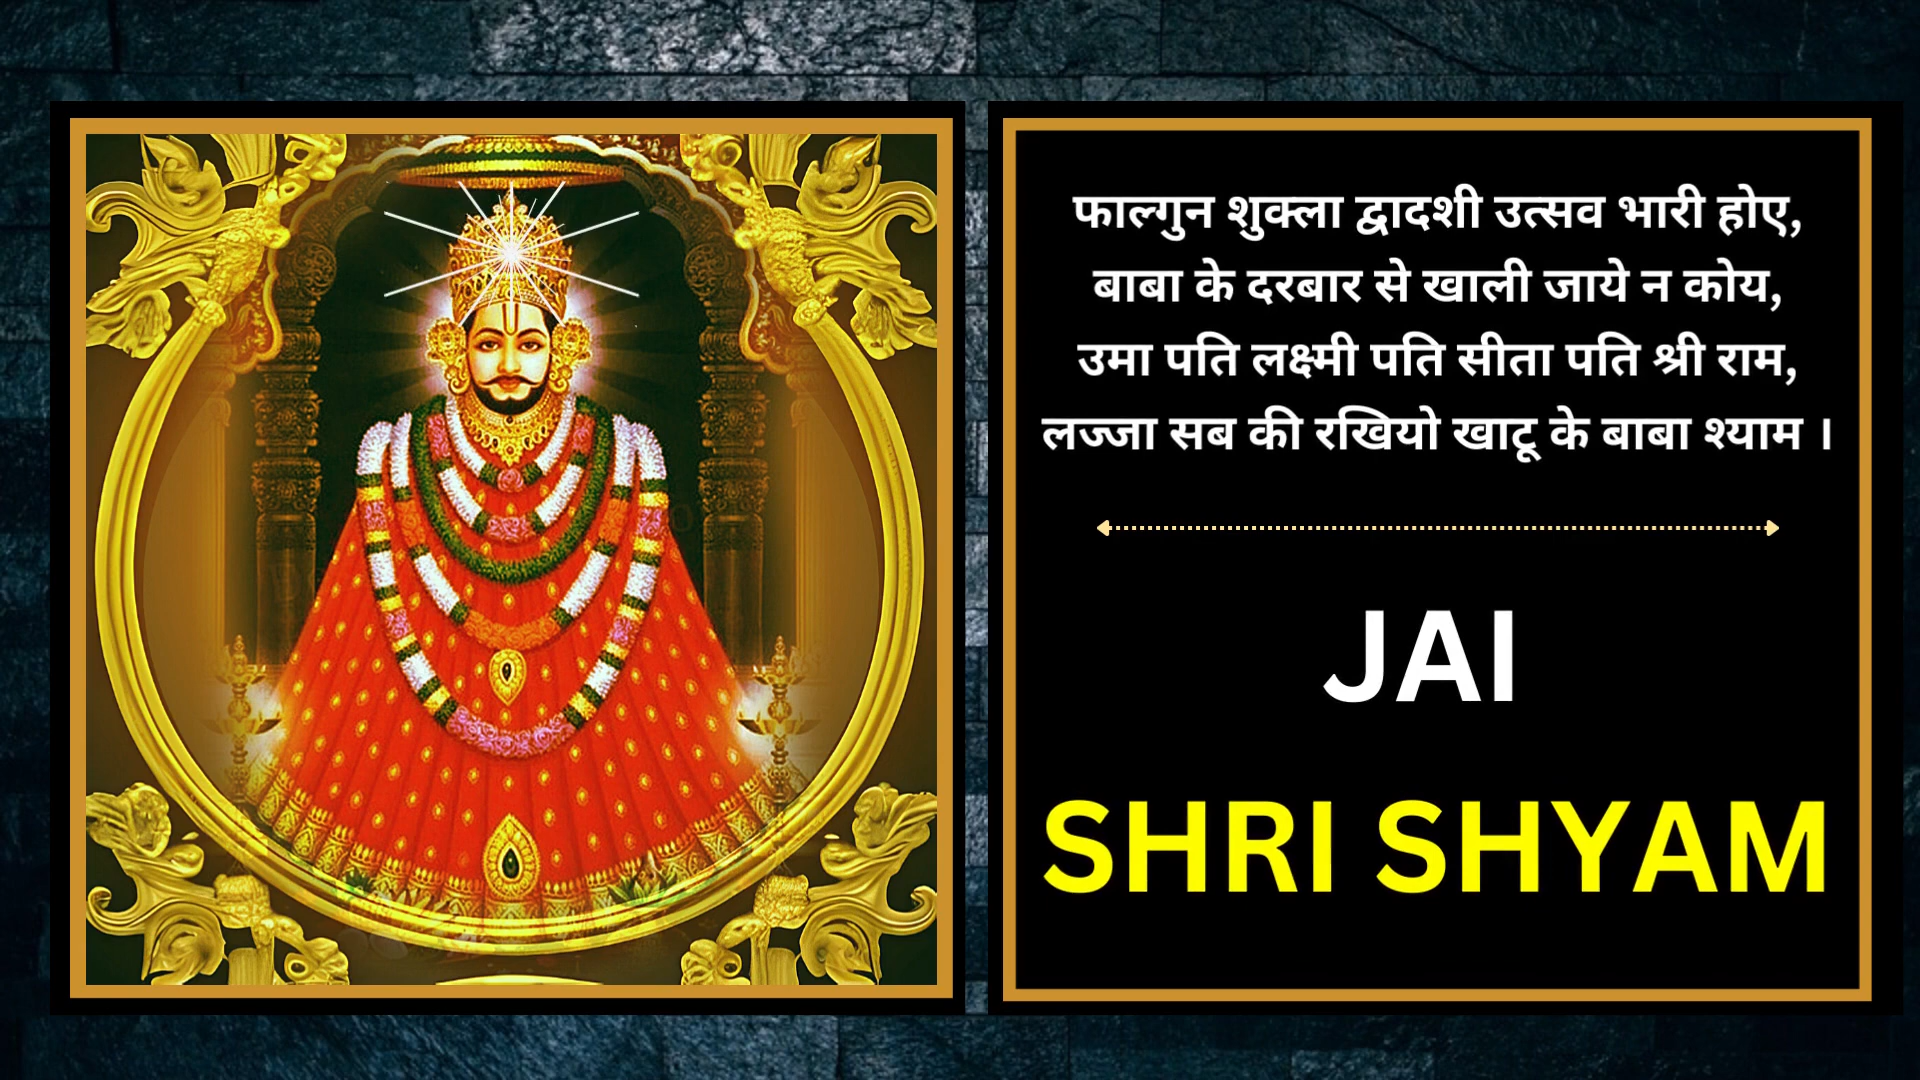 फाल्गुन शुक्ला द्वादशी उत्सव भारी होए,
बाबा के दरबार से खाली जाये न कोय,
उमा पति लक्ष्मी पति सीता पति श्री राम,
लज्जा सब की रखियो खाटू के बाबा श्याम ।
JAI
SHRI SHYAM